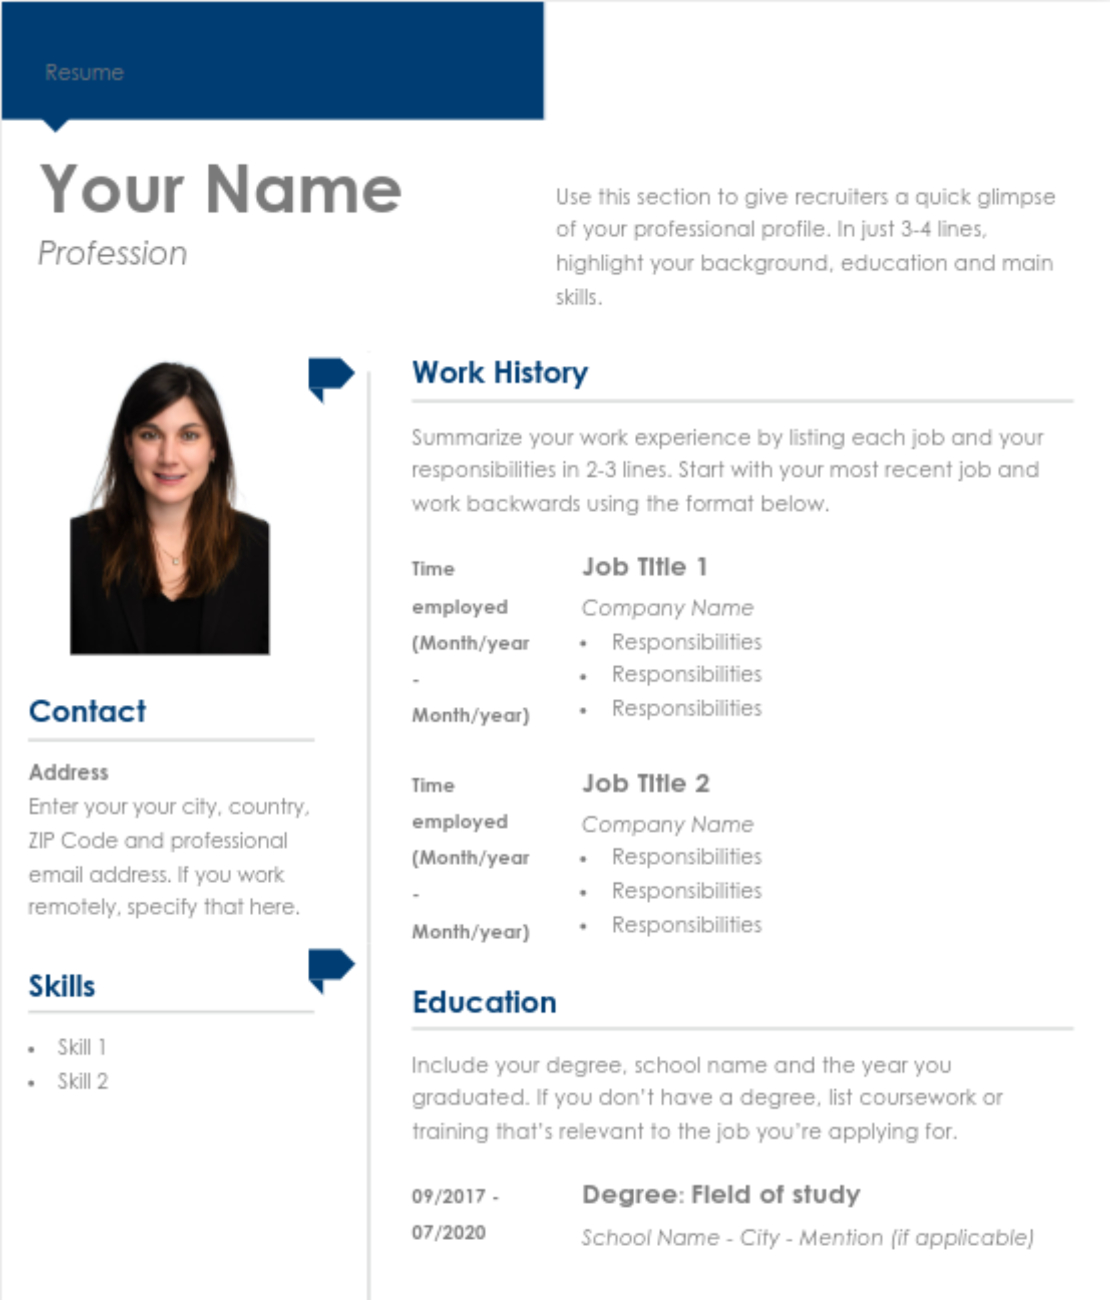 Resume
Your Name
Profession
Use this section to give recruiters a quick glimpse
of your professional profile. In just 3-4 lines,
highlight your background, education and main
skills.
Contact
Address
Enter your your city, country,
ZIP Code and professional
email address. If you work
remotely, specify that here.
Skills
• Skill 1
• Skill 2
Work History
Summarize your work experience by listing each job and your
responsibilities in 2-3 lines. Start with your most recent job and
work backwards using the format below.
Time
employed
(Month/year
-
Month/year)
Job Title 1
Company Name
• Responsibilities
• Responsibilities
• Responsibilities
Time
employed
(Month/year
-
Month/year)
Job Title 2
Company Name
• Responsibilities
• Responsibilities
• Responsibilities
Education
Include your degree, school name and the year you
graduated. If you don’t have a degree, list coursework or
training that’s relevant to the job you’re applying for.
09/2017 -
07/2020
Degree: Field of study
School Name - City - Mention (if applicable)